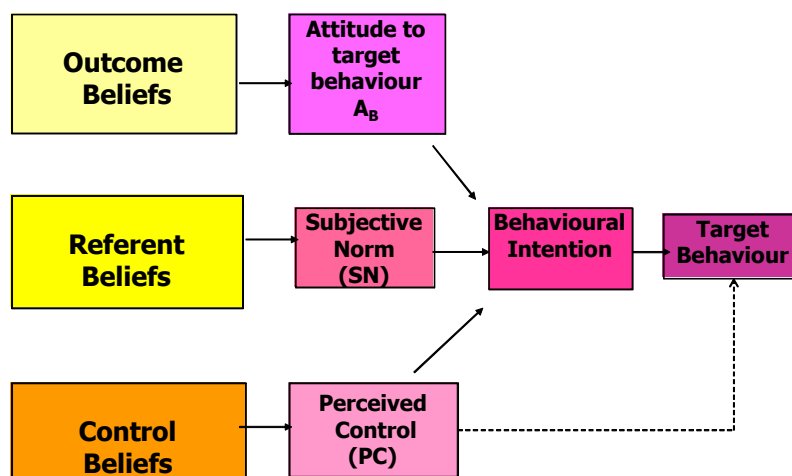 Outcome
Beliefs
Attitude to
target
behaviour
A_B
Referent
Beliefs
Subjective
Norm
(SN)
Behavioural
Intention
Target
Behaviour
Control
Beliefs
Perceived
Control
(PC)